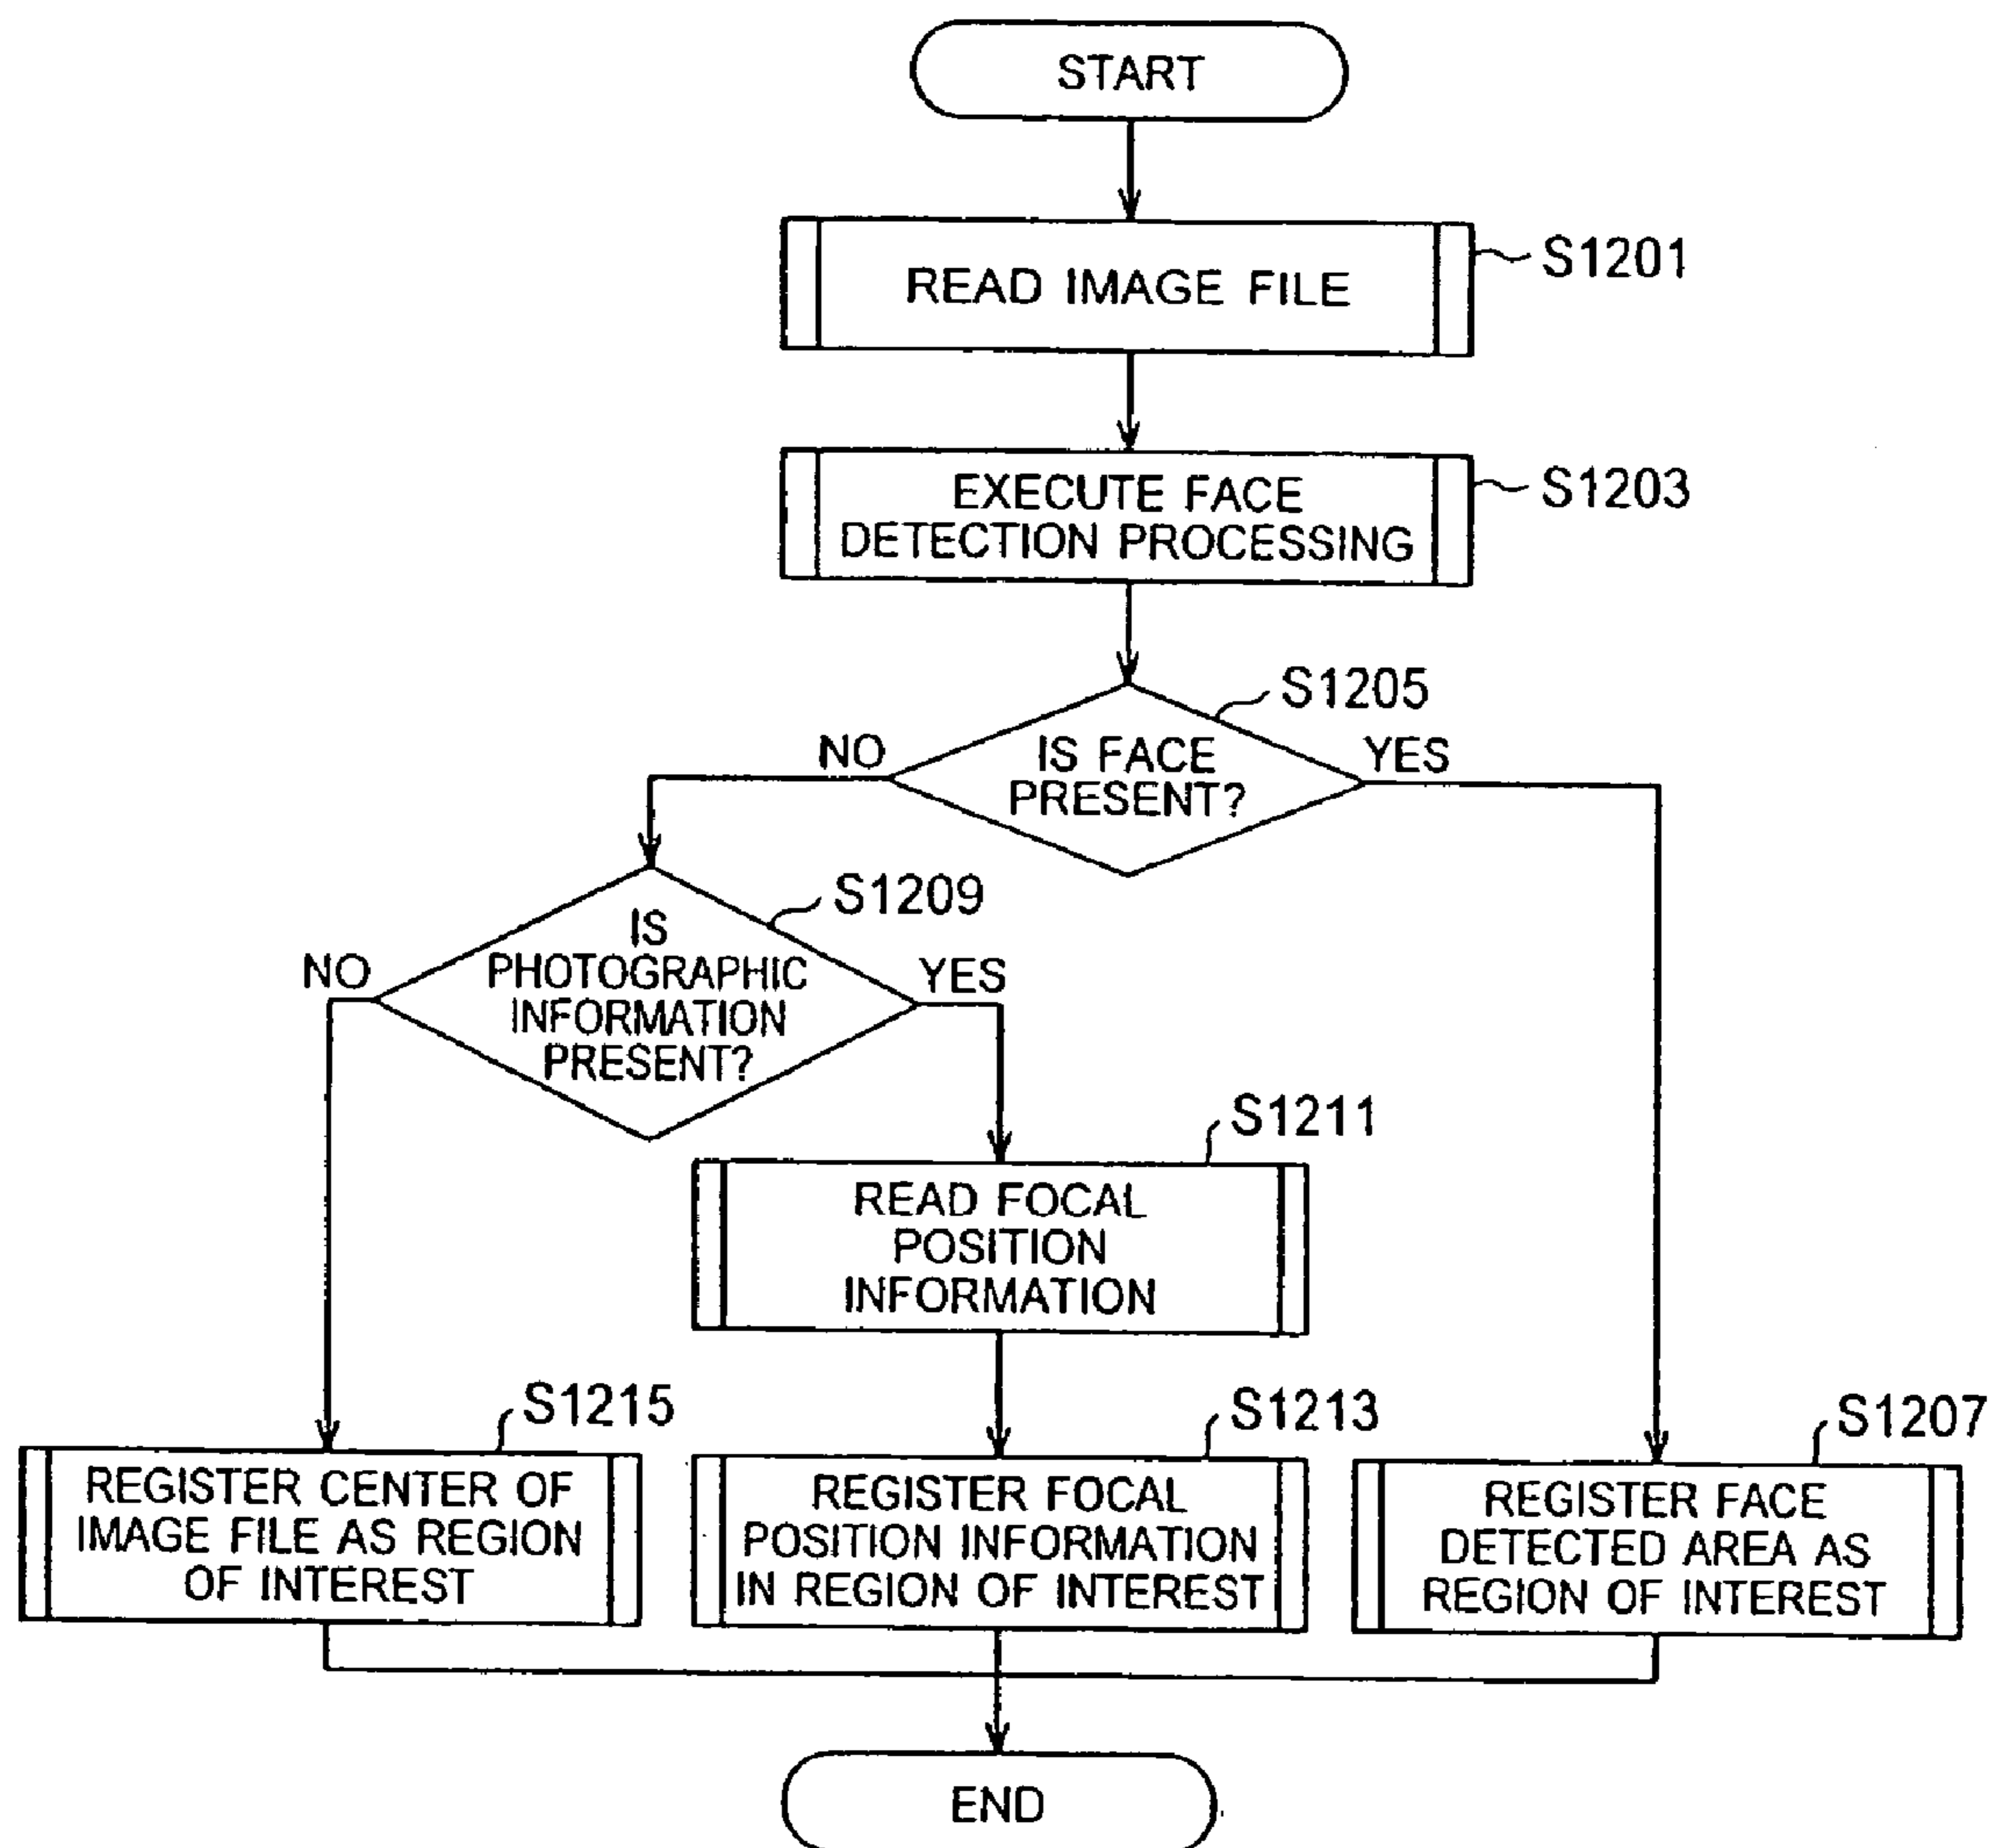 START
READ IMAGE FILE
S1201
EXECUTE FACE
DETECTION PROCESSING
S1203
S1205
NO
IS FACE
PRESENT?
YES
S1209
NO
IS
PHOTOGRAPHIC
INFORMATION
PRESENT?
YES
S1211
READ FOCAL
POSITION
INFORMATION
S1215
REGISTER CENTER OF
IMAGE FILE AS REGION
OF INTEREST
S1213
REGISTER FOCAL
POSITION INFORMATION
IN REGION OF INTEREST
S1207
REGISTER FACE
DETECTED AREA AS
REGION OF INTEREST
END